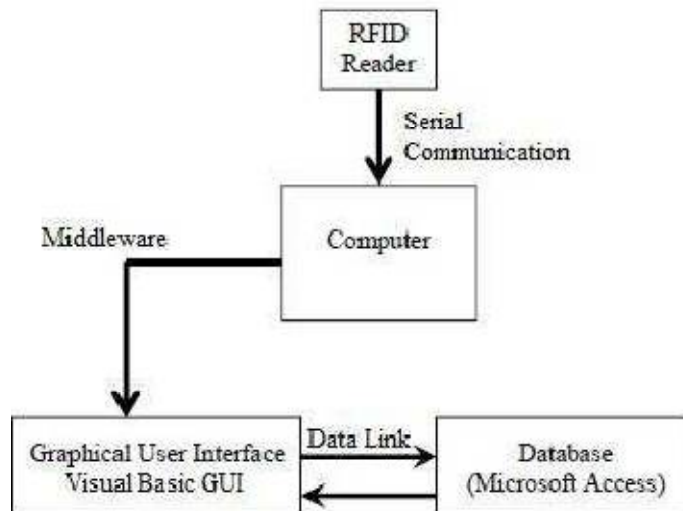 RFID
Reader
Serial
Communication
Computer
Middleware
Graphical User Interface
Visual Basic GUI
Data Link
Database
(Microsoft Access)